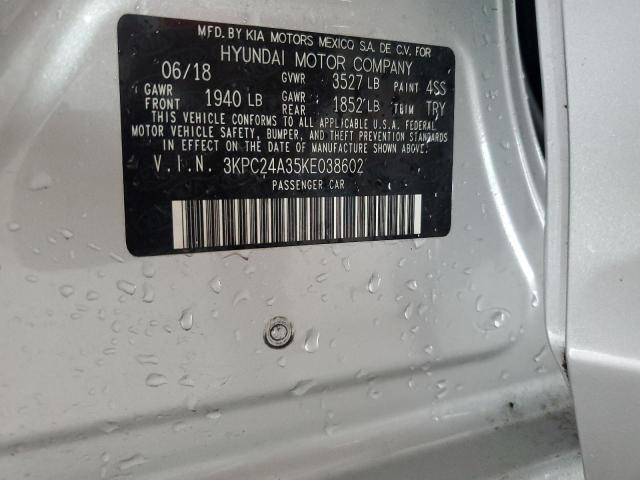 MFD. BY KIA MOTORS MEXICO S.A. DE C.V. FOR
HYUNDAI MOTOR COMPANY
06/18 GVWR 3527 LB PAINT 4SS
GAWR FRONT 1940 LB GAWR REAR 1852 LB TRIM TRY
THIS VEHICLE CONFORMS TO ALL APPLICABLE U.S.A. FEDERAL
MOTOR VEHICLE SAFETY, BUMPER, AND THEFT PREVENTION STANDARDS
IN EFFECT ON THE DATE OF MANUFACTURE SHOWN ABOVE.
V.I.N. 3KPC24A35KE038602
PASSENGER CAR